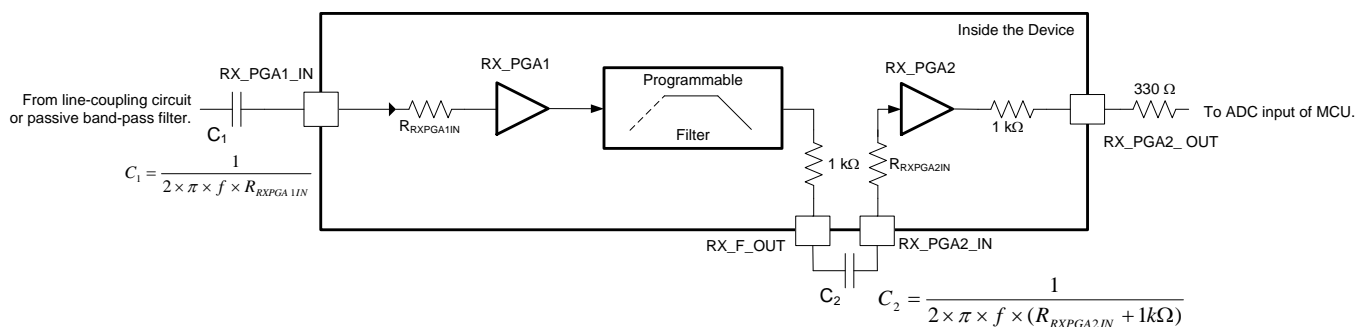 Inside the Device
RX_PGA1_IN
RX_PGA1
Programmable
Filter
RX_PGA2
330 Ω
From line-coupling circuit
or passive band-pass filter.
To ADC input of MCU.
C1
RRXPGA1IN
1 kΩ
RRXPGA2IN
1 kΩ
RX_PGA2_ OUT
C1 = 1 / (2 × π × f × RRXPGA1IN)
RX_F_OUT
RX_PGA2_IN
C2
C2 = 1 / (2 × π × f × (RRXPGA2IN + 1kΩ))